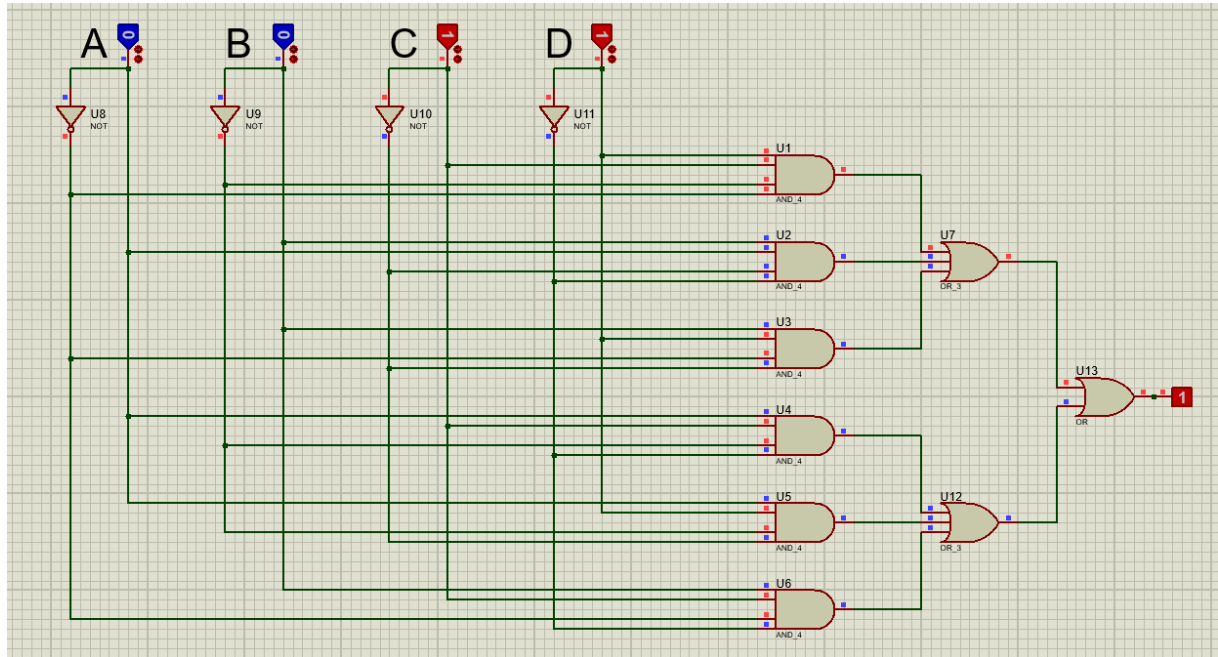 A 0 B 0 C 1 D 1
U8
NOT
U9
NOT
U10
NOT
U11
NOT
U1
AND_4
U2
AND_4
U7
OR_3
U3
AND_4
U13
OR
1
U4
AND_4
U5
AND_4
U12
OR_3
U6
AND_4